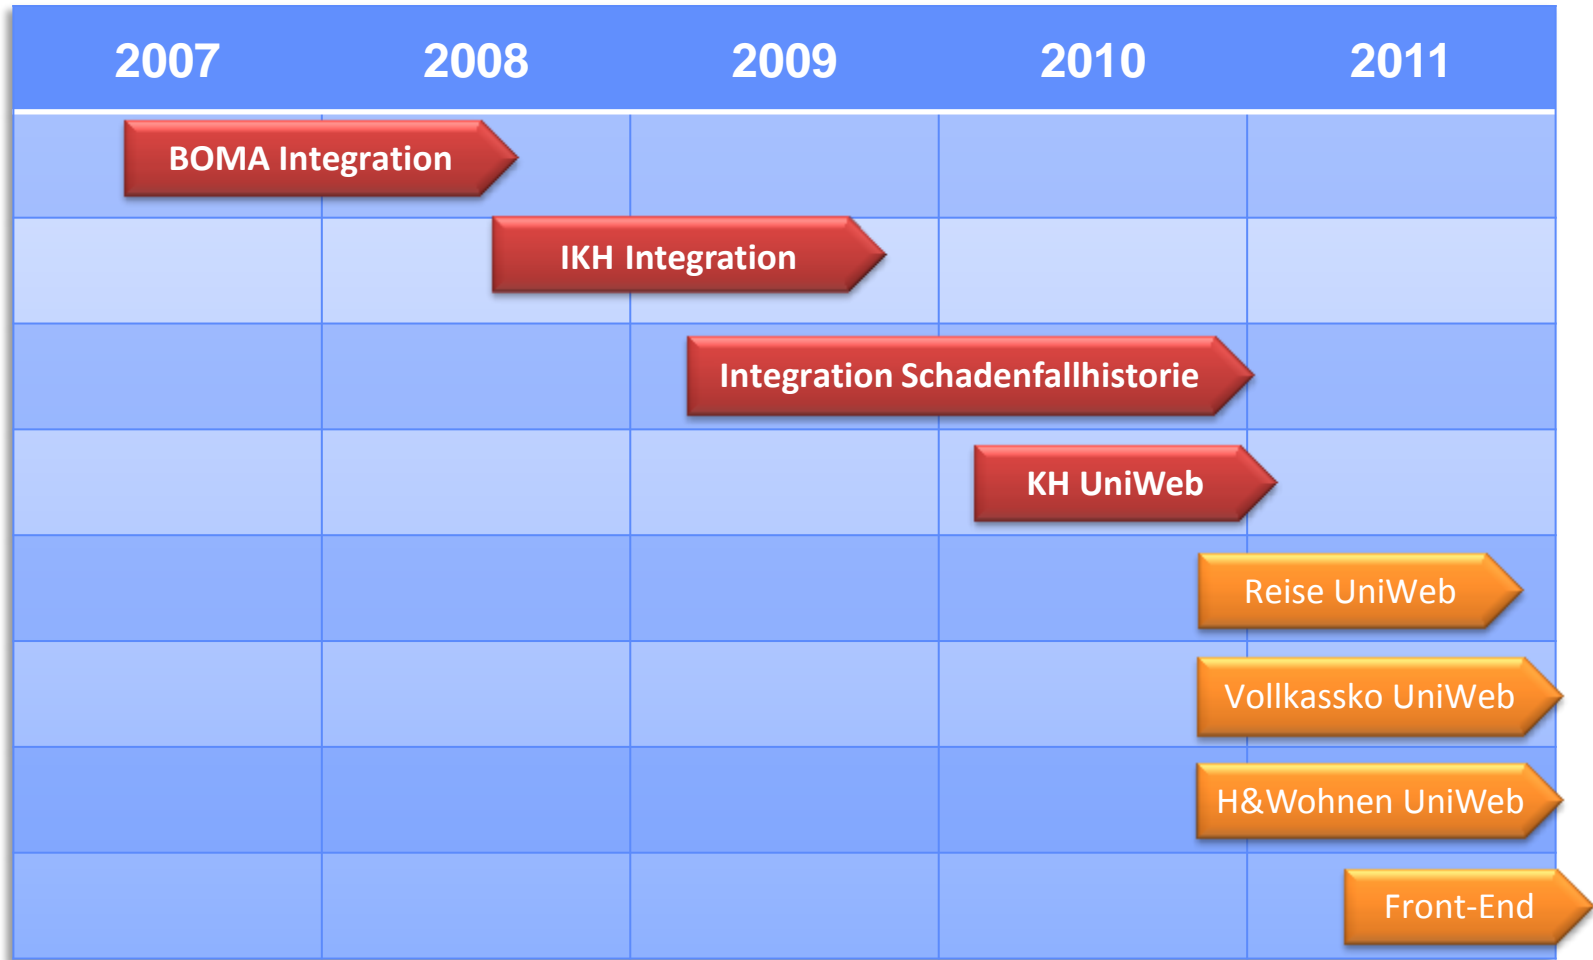 2007 2008 2009 2010 2011
BOMA Integration
IKH Integration
Integration Schadenfallhistorie
KH UniWeb
Reise UniWeb
Vollkassko UniWeb
H&Wohnen UniWeb
Front-End